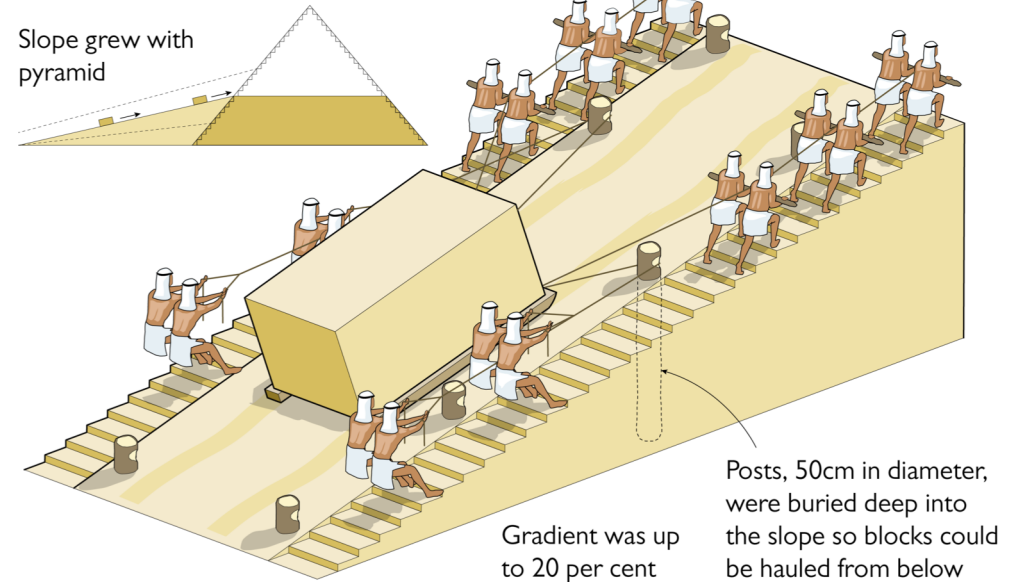 Slope grew with
pyramid
Gradient was up
to 20 per cent
Posts, 50cm in diameter,
were buried deep into
the slope so blocks could
be hauled from below